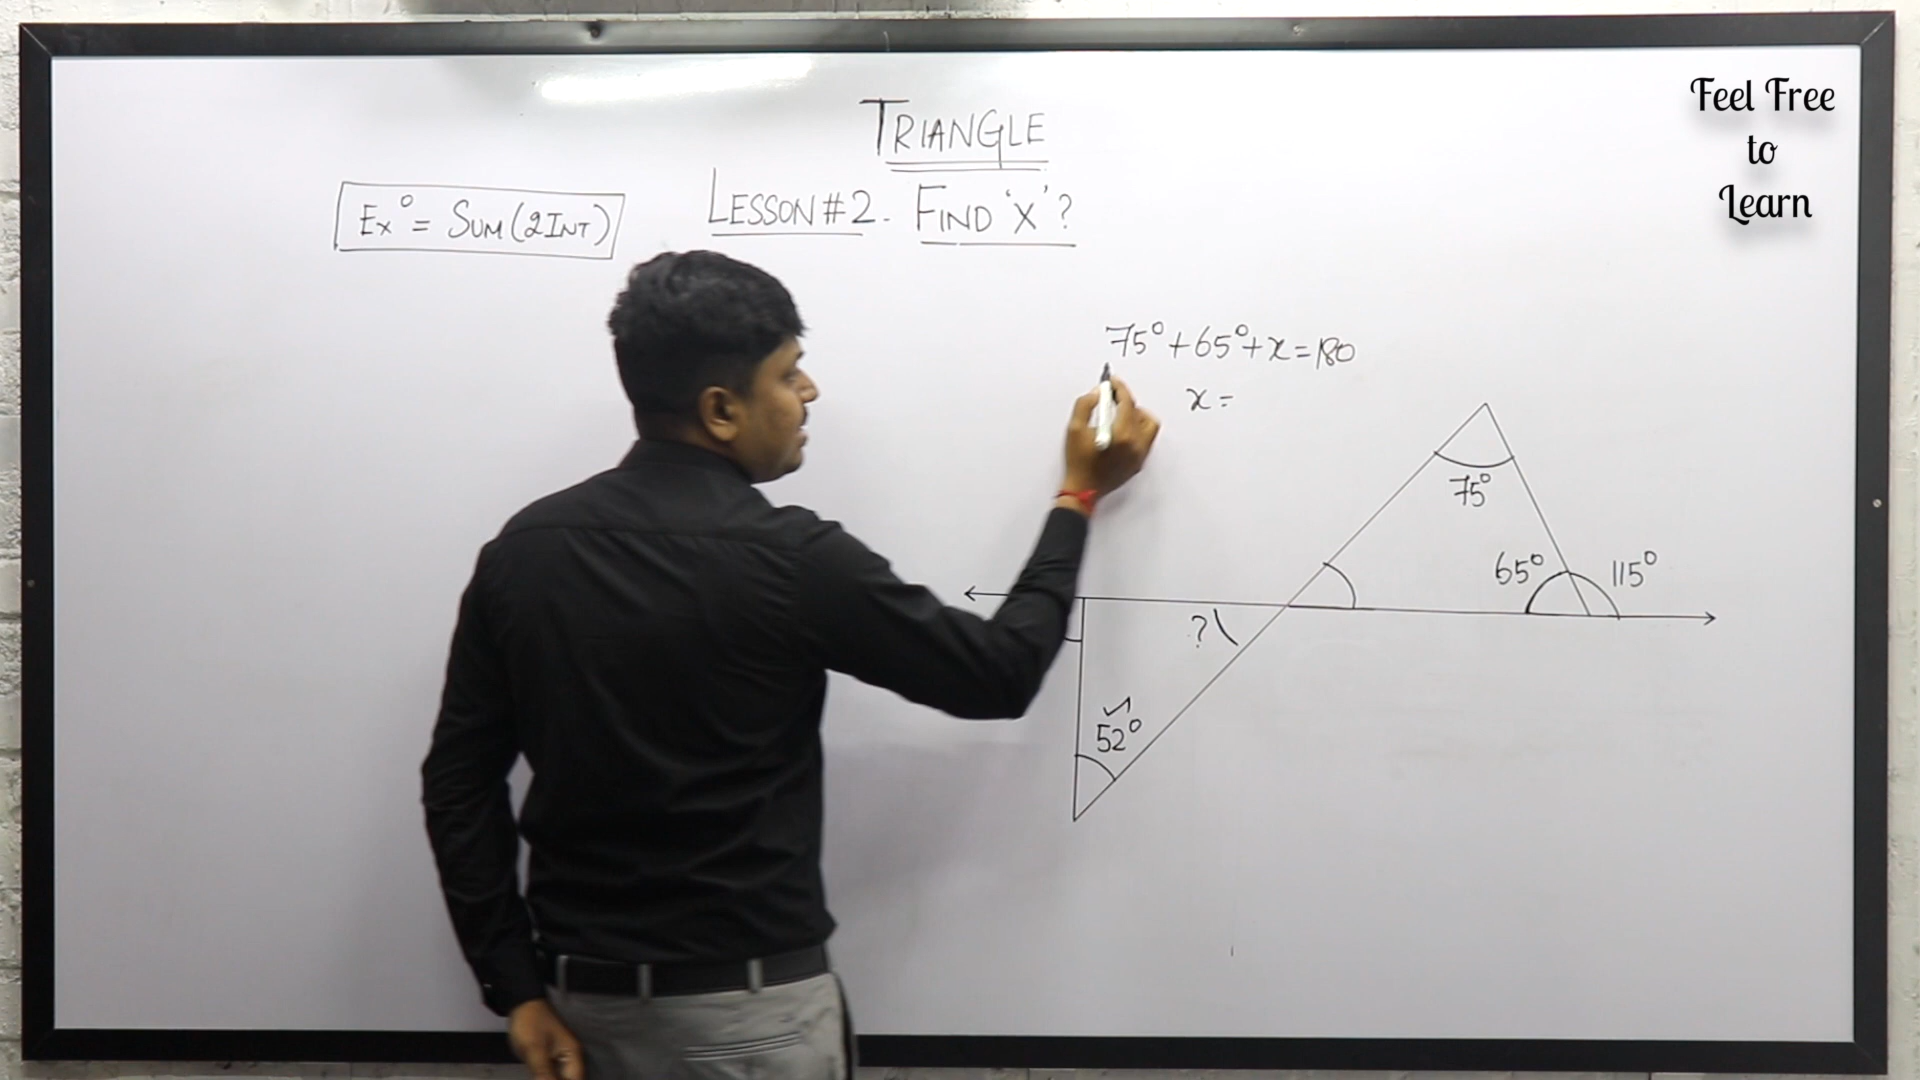 Feel Free
to
Learn
TRIANGLE
LESSON #2. FIND 'X' ?
Ex° = SUM (2INT)
75° + 65° + x = 180
x =
75°
65°
115°
?
52°